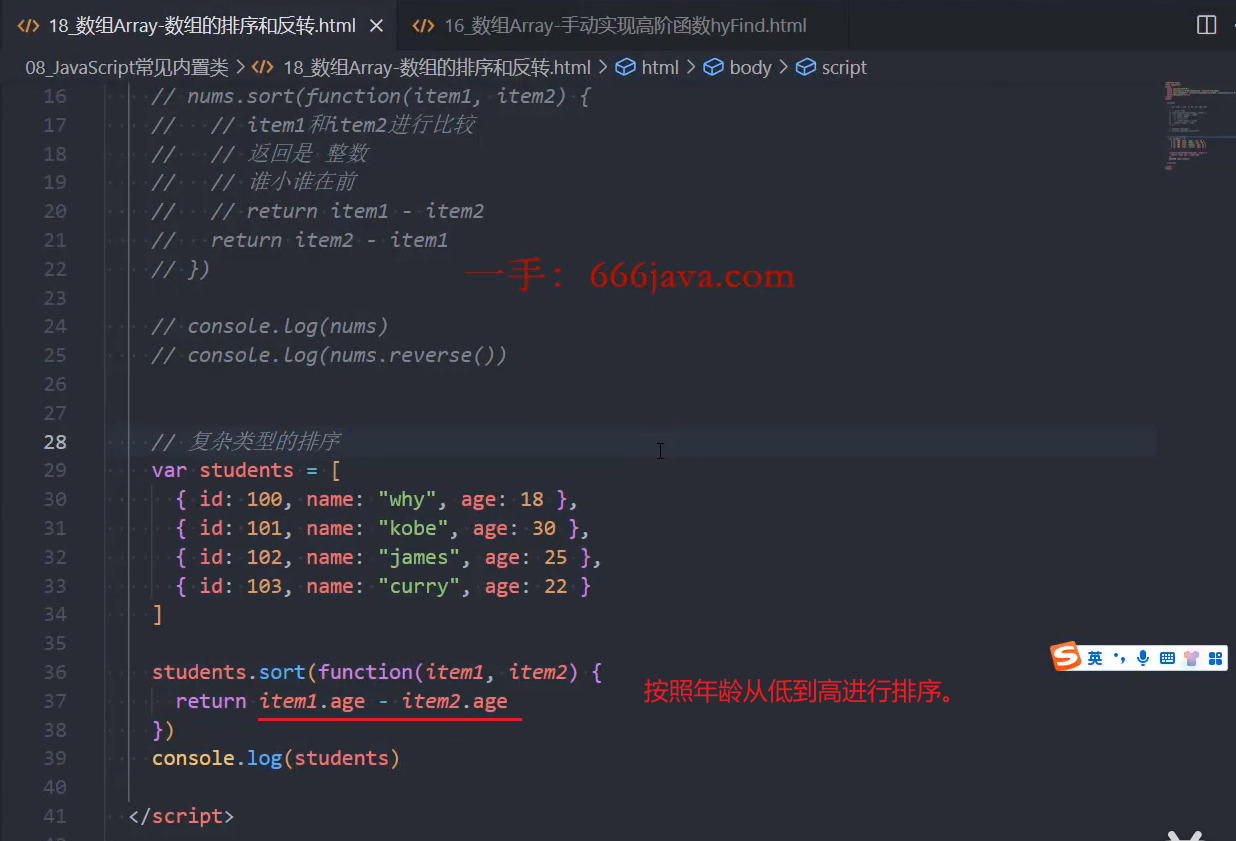 18_数组Array-数组的排序和反转.html
16_数组Array-手动实现高阶函数hyFind.html
08_JavaScript常见内置类 > 18_数组Array-数组的排序和反转.html > html > body > script
16 // nums.sort(function(item1, item2) {
17 //   // item1和item2进行比较
18 //   // 返回是 整数
19 //   // 谁小谁在前
20 //   // return item1 - item2
21 //   return item2 - item1
22 // })
一手：666java.com
23
24 // console.log(nums)
25 // console.log(nums.reverse())
26
27
28 // 复杂类型的排序
29 var students = [
30   { id: 100, name: "why", age: 18 },
31   { id: 101, name: "kobe", age: 30 },
32   { id: 102, name: "james", age: 25 },
33   { id: 103, name: "curry", age: 22 }
34 ]
35
36 students.sort(function(item1, item2) {
37   return item1.age - item2.age
按照年龄从低到高进行排序。
38 })
39 console.log(students)
40
41 </script>
英